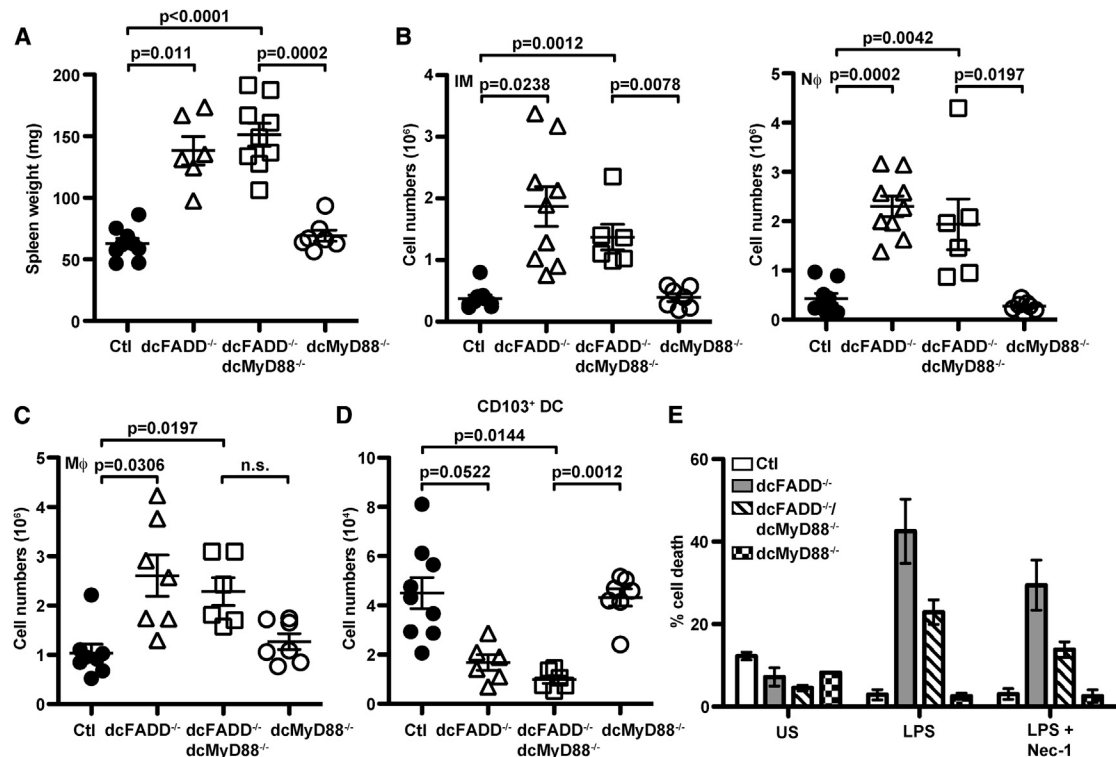 A
p<0.0001
p=0.011
p=0.0002
Spleen weight (mg)
200
150
100
50
0
Ctl
dcFADD⁻/⁻
dcFADD⁻/⁻
dcMyD88⁻/⁻
dcMyD88⁻/⁻
B
p=0.0012
p=0.0238
p=0.0078
IM
Cell numbers (10⁶)
4
3
2
1
0
Ctl
dcFADD⁻/⁻
dcFADD⁻/⁻
dcMyD88⁻/⁻
dcMyD88⁻/⁻
p=0.0042
p=0.0002
p=0.0197
Nϕ
Cell numbers (10⁶)
5
4
3
2
1
0
Ctl
dcFADD⁻/⁻
dcFADD⁻/⁻
dcMyD88⁻/⁻
dcMyD88⁻/⁻
C
p=0.0197
p=0.0306
n.s.
Mϕ
Cell numbers (10⁶)
5
4
3
2
1
0
Ctl
dcFADD⁻/⁻
dcFADD⁻/⁻
dcMyD88⁻/⁻
dcMyD88⁻/⁻
D
CD103⁺ DC
p=0.0144
p=0.0522
p=0.0012
Cell numbers (10⁴)
10
8
6
4
2
0
Ctl
dcFADD⁻/⁻
dcFADD⁻/⁻
dcMyD88⁻/⁻
dcMyD88⁻/⁻
E
% cell death
60
40
20
0
Ctl
dcFADD⁻/⁻
dcFADD⁻/⁻/
dcMyD88⁻/⁻
dcMyD88⁻/⁻
US
LPS
LPS +
Nec-1